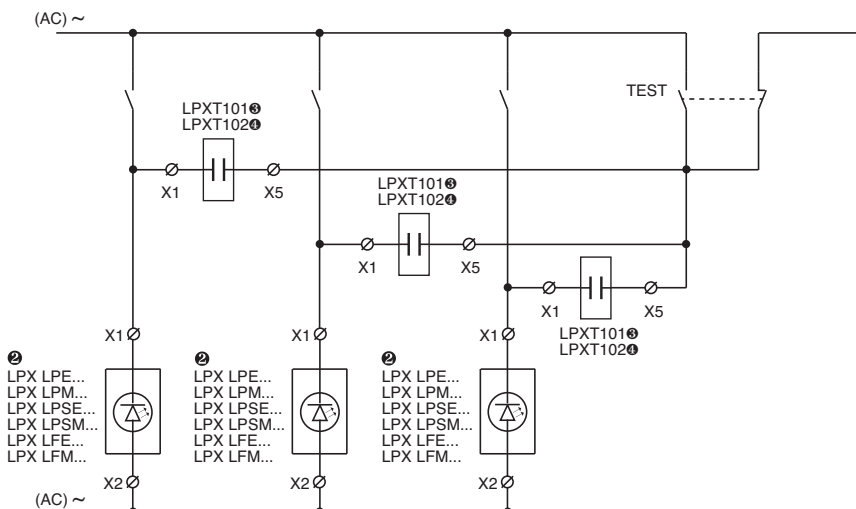 (AC) ~
TEST
LPXT101❸
LPXT102❹
X1 X5
LPXT101❸
LPXT102❹
X1 X5
X1 X5
LPXT101❸
LPXT102❹
X1 X1 X1
❷ ❷ ❷
LPX LPE... LPX LPE... LPX LPE...
LPX LPM... LPX LPM... LPX LPM...
LPX LPSE... LPX LPSE... LPX LPSE...
LPX LPSM... LPX LPSM... LPX LPSM...
LPX LFE... LPX LFE... LPX LFE...
LPX LFM... LPX LFM... LPX LFM...
X2 X2 X2
(AC) ~